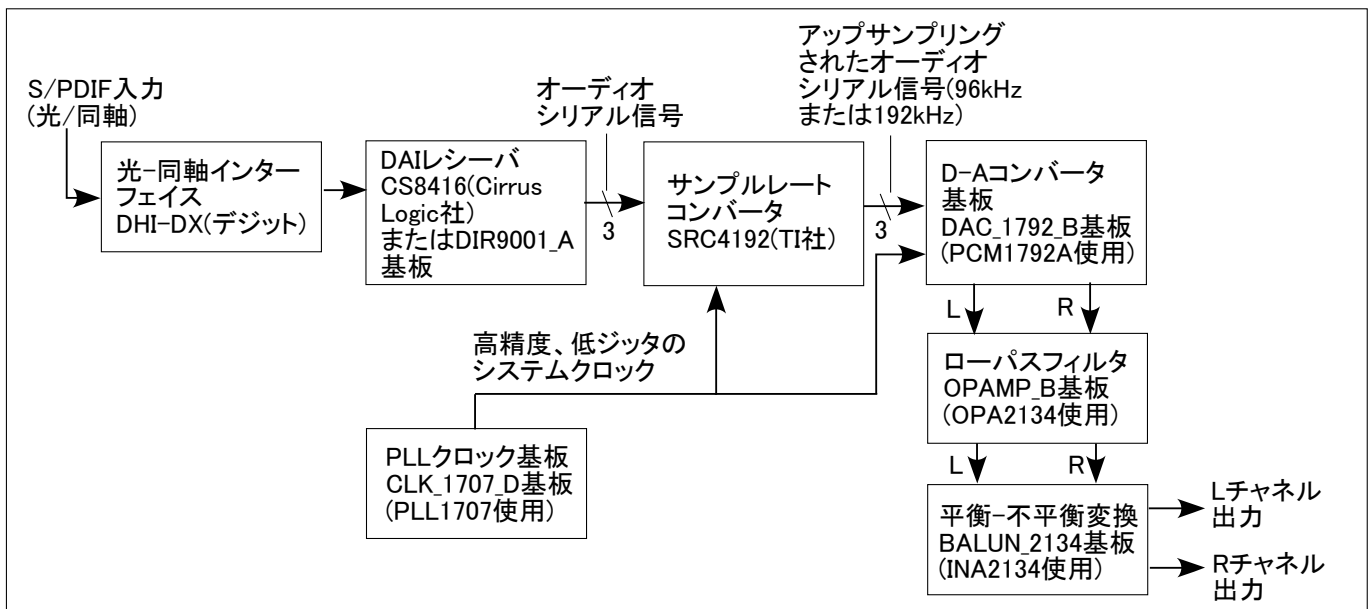 S/PDIF入力
(光/同軸)
光-同軸インター
フェイス
DHI-DX(デジット)
DAIレシーバ
CS8416(Cirrus
Logic社)
またはDIR9001_A
基板
オーディオ
シリアル信号
3
サンプルレート
コンバータ
SRC4192(TI社)
アップサンプリング
されたオーディオ
シリアル信号(96kHz
または192kHz)
3
D-Aコンバータ
基板
DAC_1792_B基板
(PCM1792A使用)
L
R
高精度、低ジッタの
システムクロック
PLLクロック基板
CLK_1707_D基板
(PLL1707使用)
ローパスフィルタ
OPAMP_B基板
(OPA2134使用)
L
R
平衡-不平衡変換
BALUN_2134基板
(INA2134使用)
Lチャネル
出力
Rチャネル
出力